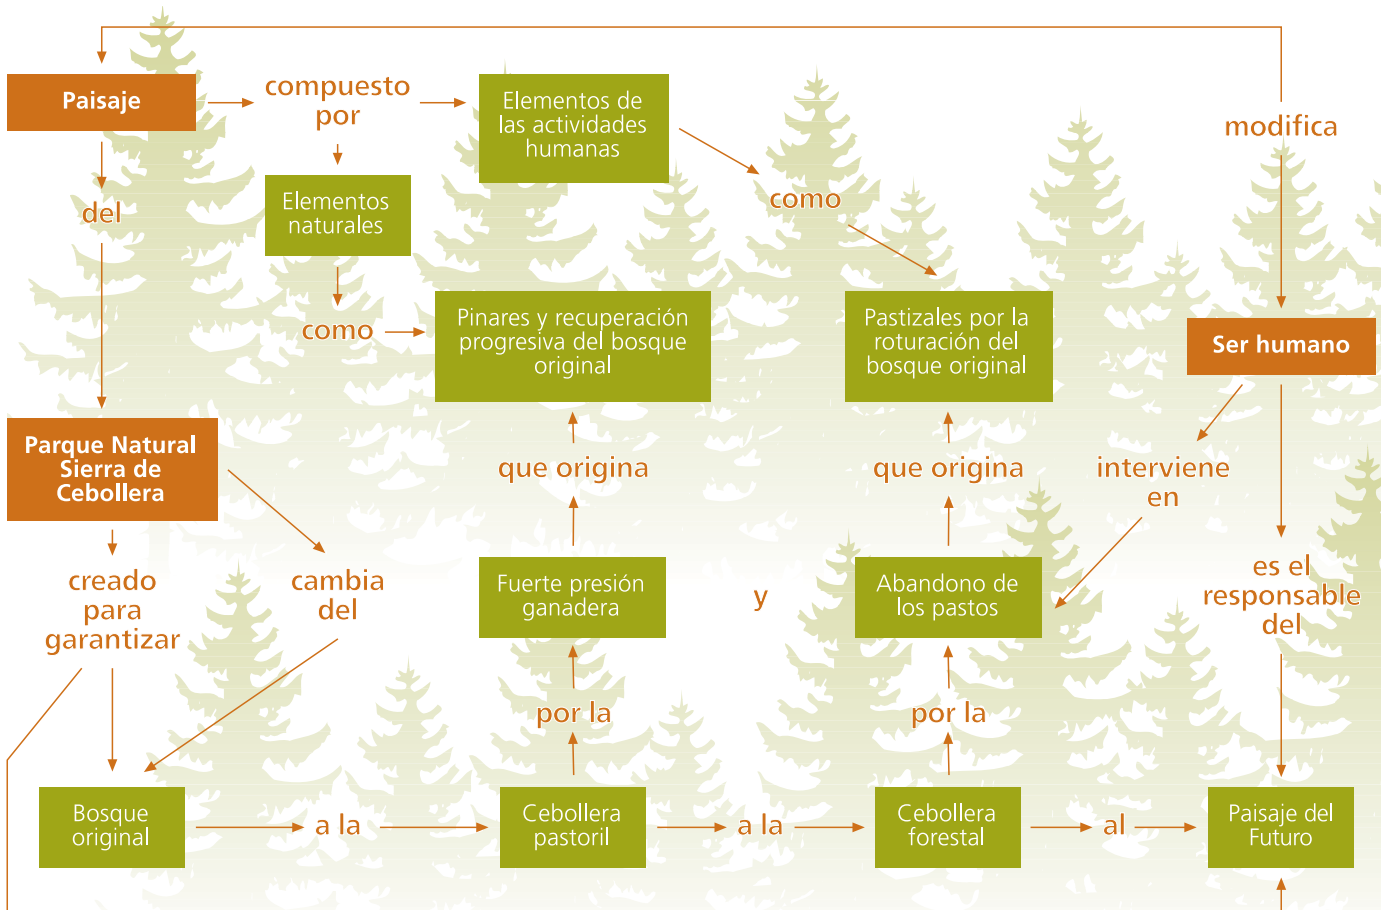 Paisaje
compuesto
por
Elementos de
las actividades
humanas
modifica
del
Elementos
naturales
como
como
Pinares y recuperación
progresiva del bosque
original
Pastizales por la
roturación del
bosque original
Ser humano
Parque Natural
Sierra de
Cebollera
que origina
que origina
interviene
en
creado
para
garantizar
cambia
del
Fuerte presión
ganadera
y
Abandono de
los pastos
es el
responsable
del
por la
por la
Bosque
original
a la
Cebollera
pastoril
a la
Cebollera
forestal
al
Paisaje del
Futuro